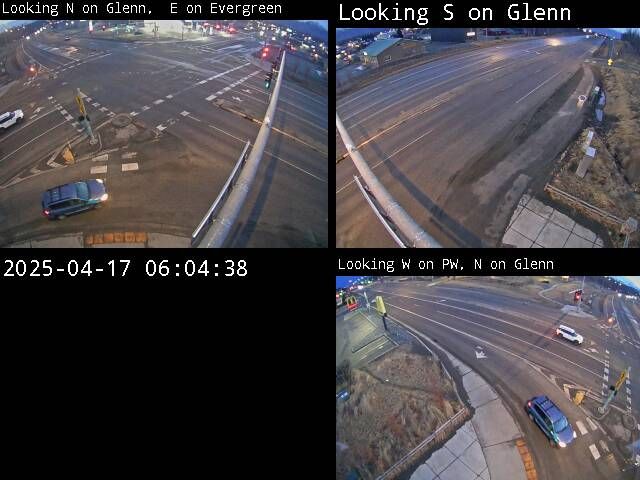 Looking N on Glenn,  E on Evergreen
Looking S on Glenn
2025-04-17 06:04:38
Looking W on PW, N on Glenn